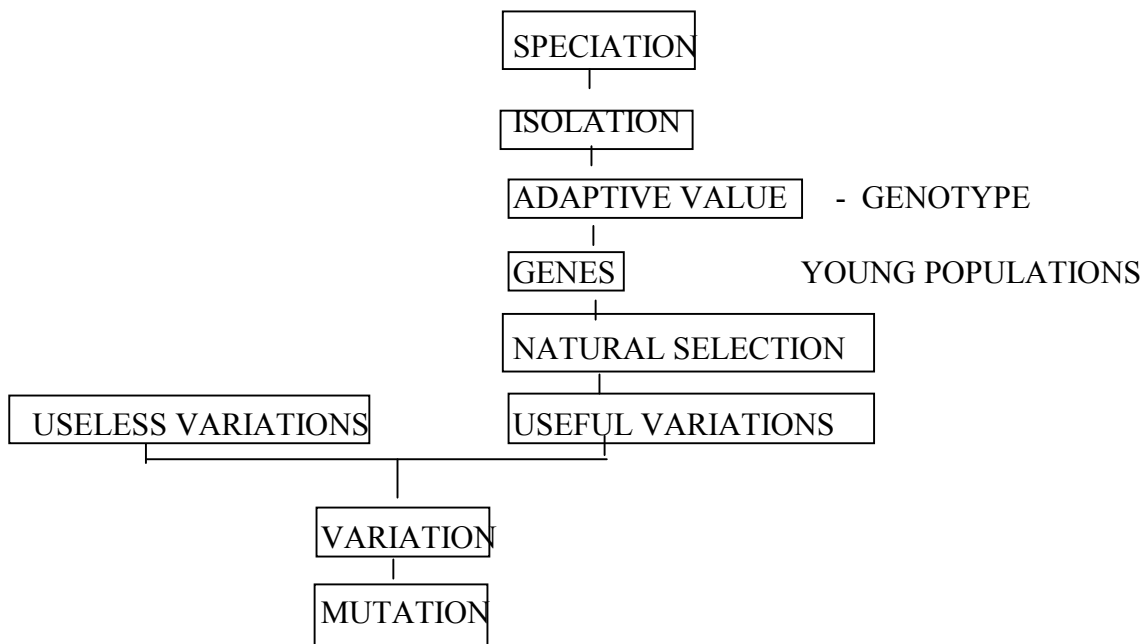 SPECIATION
ISOLATION
ADAPTIVE VALUE - GENOTYPE
GENES YOUNG POPULATIONS
NATURAL SELECTION
USELESS VARIATIONS USEFUL VARIATIONS
VARIATION
MUTATION